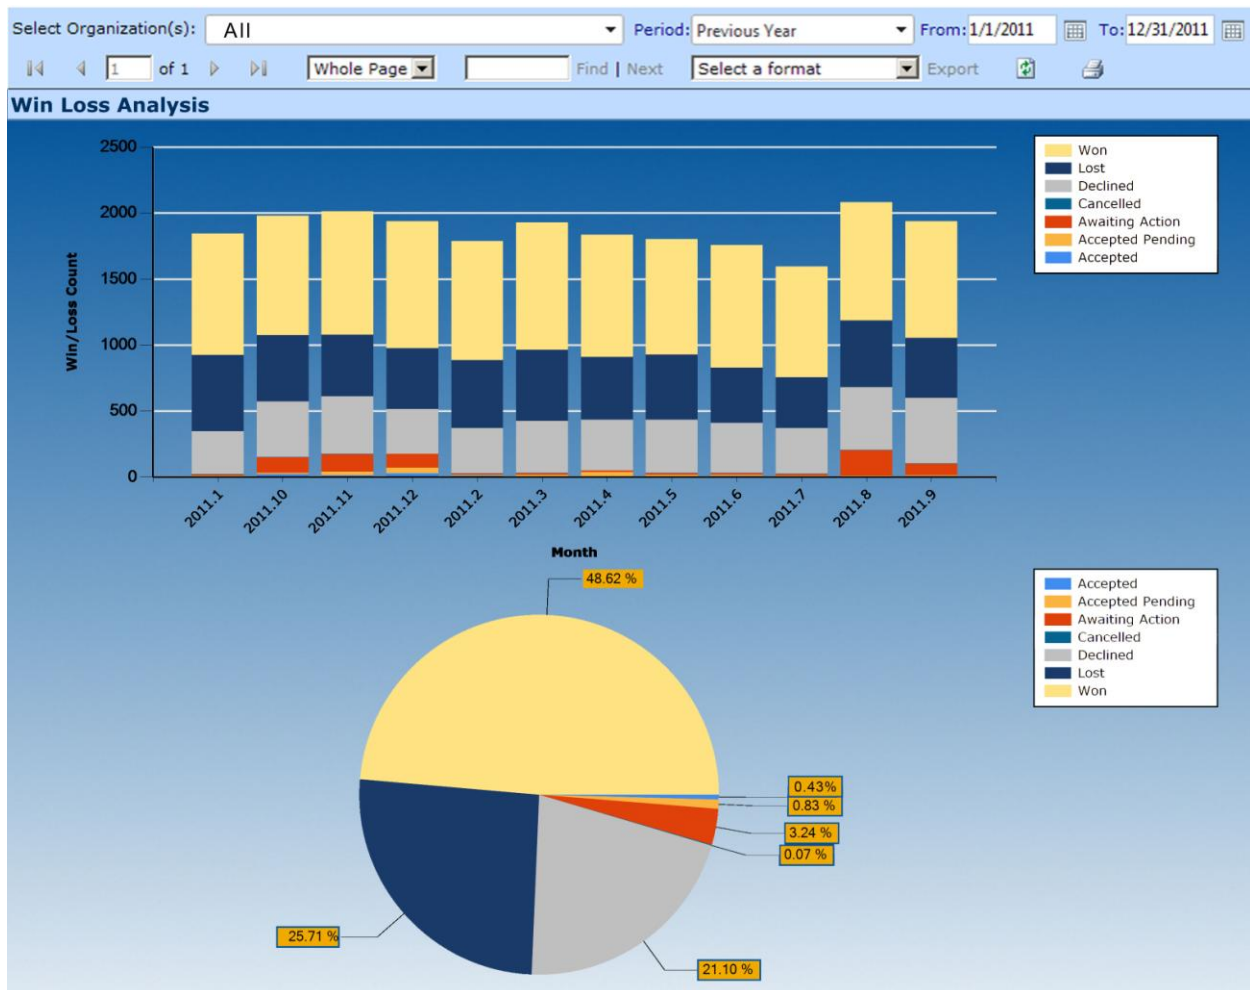 Select Organization(s): All Period: Previous Year From: 1/1/2011 To: 12/31/2011
1 of 1 Whole Page Find | Next Select a format Export
Win Loss Analysis
2500
2000
1500
1000
500
0
Win/Loss Count
2011.1 2011.10 2011.11 2011.12 2011.2 2011.3 2011.4 2011.5 2011.6 2011.7 2011.8 2011.9
Month
Won
Lost
Declined
Cancelled
Awaiting Action
Accepted Pending
Accepted
48.62 %
0.43%
0.83 %
3.24 %
0.07 %
25.71 %
21.10 %
Accepted
Accepted Pending
Awaiting Action
Cancelled
Declined
Lost
Won